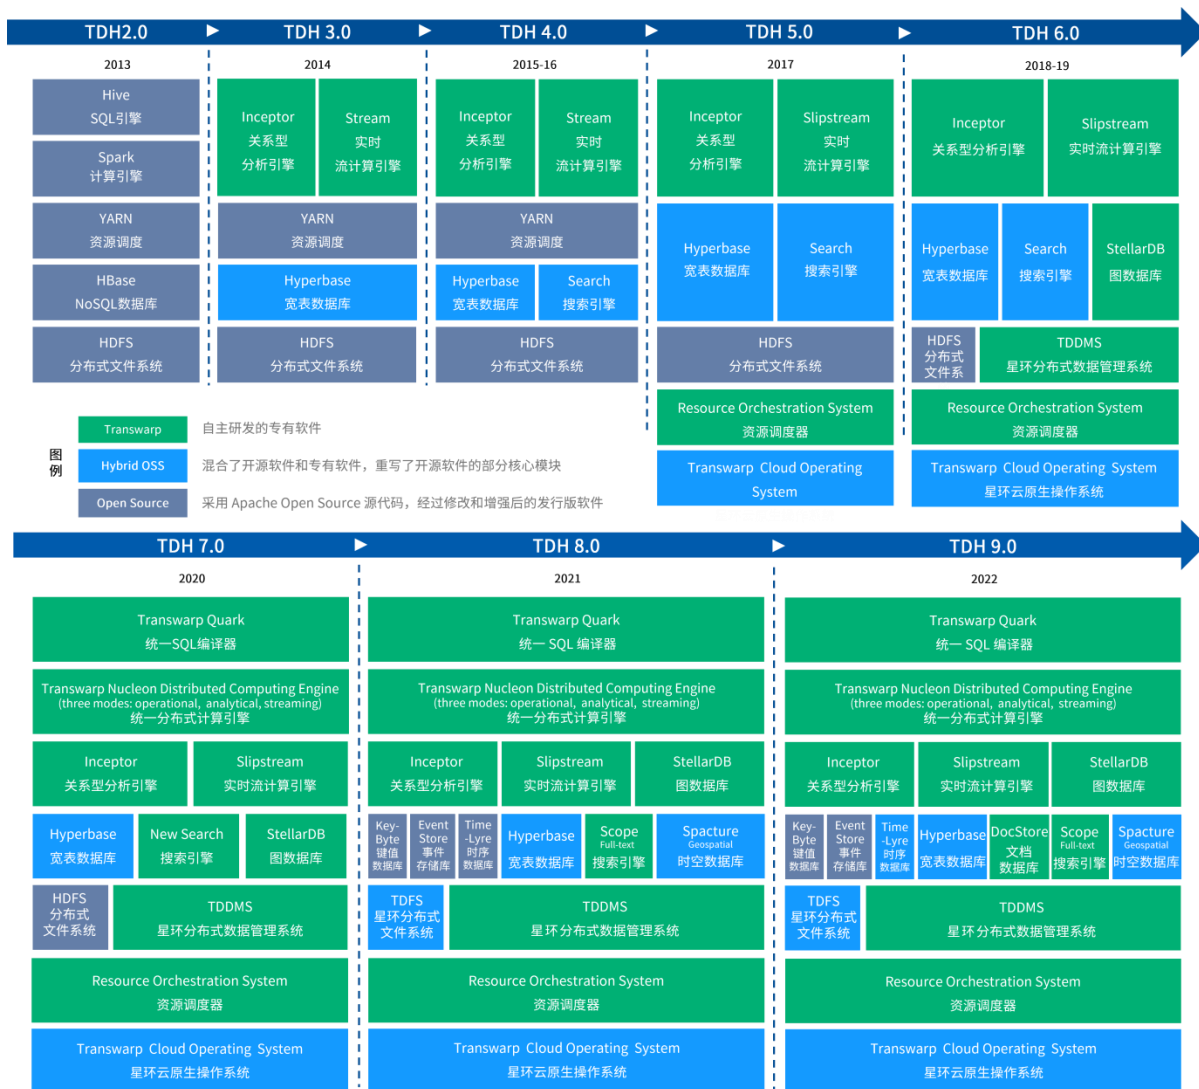 TDH2.0
TDH 3.0
TDH 4.0
TDH 5.0
TDH 6.0
2013
2014
2015-16
2017
2018-19
Hive
SQL引擎
Spark
计算引擎
YARN
资源调度
HBase
NoSQL数据库
HDFS
分布式文件系统
Inceptor
关系型
分析引擎
Stream
实时
流计算引擎
YARN
资源调度
Hyperbase
宽表数据库
HDFS
分布式文件系统
Inceptor
关系型
分析引擎
Stream
实时
流计算引擎
YARN
资源调度
Hyperbase
宽表数据库
Search
搜索引擎
HDFS
分布式文件系统
Inceptor
关系型
分析引擎
Slipstream
实时
流计算引擎
Hyperbase
宽表数据库
Search
搜索引擎
HDFS
分布式文件系统
Resource Orchestration System
资源调度器
Transwarp Cloud Operating
System
Inceptor
关系型分析引擎
Slipstream
实时流计算引擎
Hyperbase
宽表数据库
Search
搜索引擎
StellarDB
图数据库
HDFS
分布式
文件系
TDDMS
星环分布式数据管理系统
Resource Orchestration System
资源调度器
Transwarp Cloud Operating System
星环云原生操作系统
图
例
Transwarp
自主研发的专有软件
Hybrid OSS
混合了开源软件和专有软件，重写了开源软件的部分核心模块
Open Source
采用 Apache Open Source 源代码，经过修改和增强后的发行版软件
TDH 7.0
TDH 8.0
TDH 9.0
2020
2021
2022
Transwarp Quark
统一SQL编译器
Transwarp Nucleon Distributed Computing Engine
(three modes: operational, analytical, streaming)
统一分布式计算引擎
Inceptor
关系型分析引擎
Slipstream
实时流计算引擎
Hyperbase
宽表数据库
New Search
搜索引擎
StellarDB
图数据库
HDFS
分布式
文件系统
TDDMS
星环分布式数据管理系统
Resource Orchestration System
资源调度器
Transwarp Cloud Operating System
星环云原生操作系统
Transwarp Quark
统一 SQL 编译器
Transwarp Nucleon Distributed Computing Engine
(three modes: operational, analytical, streaming)
统一分布式计算引擎
Inceptor
关系型分析引擎
Slipstream
实时流计算引擎
StellarDB
图数据库
Key-
Byte
键值
数据库
Event
Store
事件
存储库
Time
-Lyre
时序
数据库
Hyperbase
宽表数据库
Scope
Full-text
搜索引擎
Spacture
Geospatial
时空数据库
TDFS
星环分布式
文件系统
TDDMS
星环分布式数据管理系统
Resource Orchestration System
资源调度器
Transwarp Cloud Operating System
星环云原生操作系统
Transwarp Quark
统一 SQL 编译器
Transwarp Nucleon Distributed Computing Engine
(three modes: operational, analytical, streaming)
统一分布式计算引擎
Inceptor
关系型分析引擎
Slipstream
实时流计算引擎
StellarDB
图数据库
Key-
Byte
键值
数据库
Event
Store
事件
存储库
Time
-Lyre
时序
数据库
Hyperbase
宽表数据库
DocStore
文档
数据库
Scope
Full-text
搜索引擎
Spacture
Geospatial
时空数据库
TDFS
星环分布式
文件系统
TDDMS
星环分布式数据管理系统
Resource Orchestration System
资源调度器
Transwarp Cloud Operating System
星环云原生操作系统